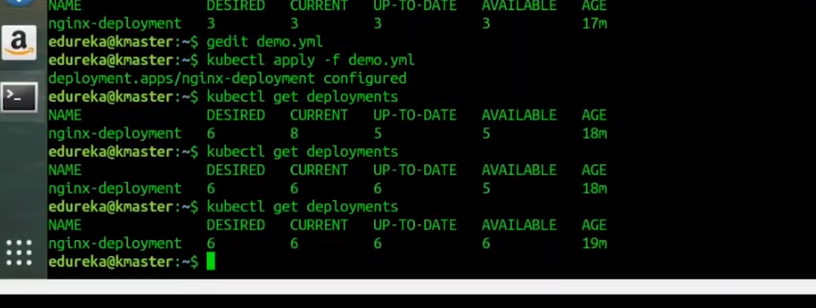 NAME DESIRED CURRENT UP-TO-DATE AVAILABLE AGE
nginx-deployment 3 3 3 3 17m
edureka@kmaster:~$ gedit demo.yml
edureka@kmaster:~$ kubectl apply -f demo.yml
deployment.apps/nginx-deployment configured
edureka@kmaster:~$ kubectl get deployments
NAME DESIRED CURRENT UP-TO-DATE AVAILABLE AGE
nginx-deployment 6 8 5 5 18m
edureka@kmaster:~$ kubectl get deployments
NAME DESIRED CURRENT UP-TO-DATE AVAILABLE AGE
nginx-deployment 6 6 6 5 18m
edureka@kmaster:~$ kubectl get deployments
NAME DESIRED CURRENT UP-TO-DATE AVAILABLE AGE
nginx-deployment 6 6 6 6 19m
edureka@kmaster:~$